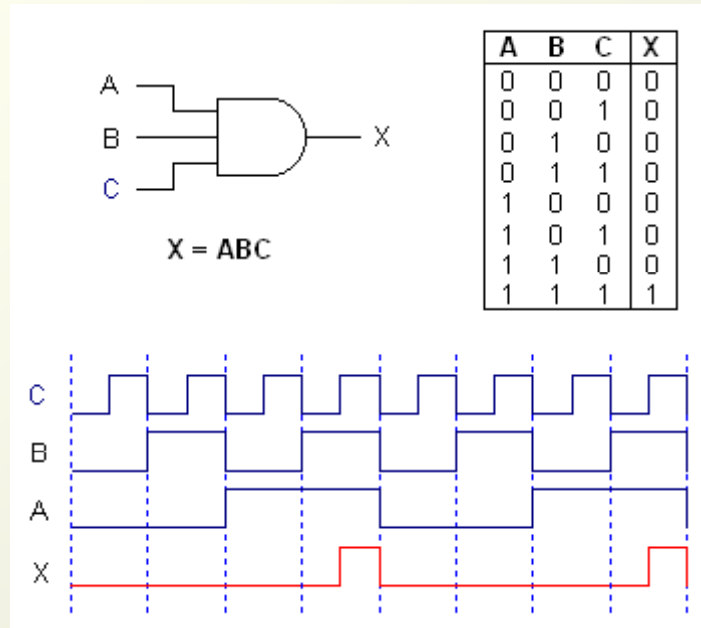 A
B
C
X
X = ABC
A B C X
0 0 0 0
0 0 1 0
0 1 0 0
0 1 1 0
1 0 0 0
1 0 1 0
1 1 0 0
1 1 1 1
C
B
A
X